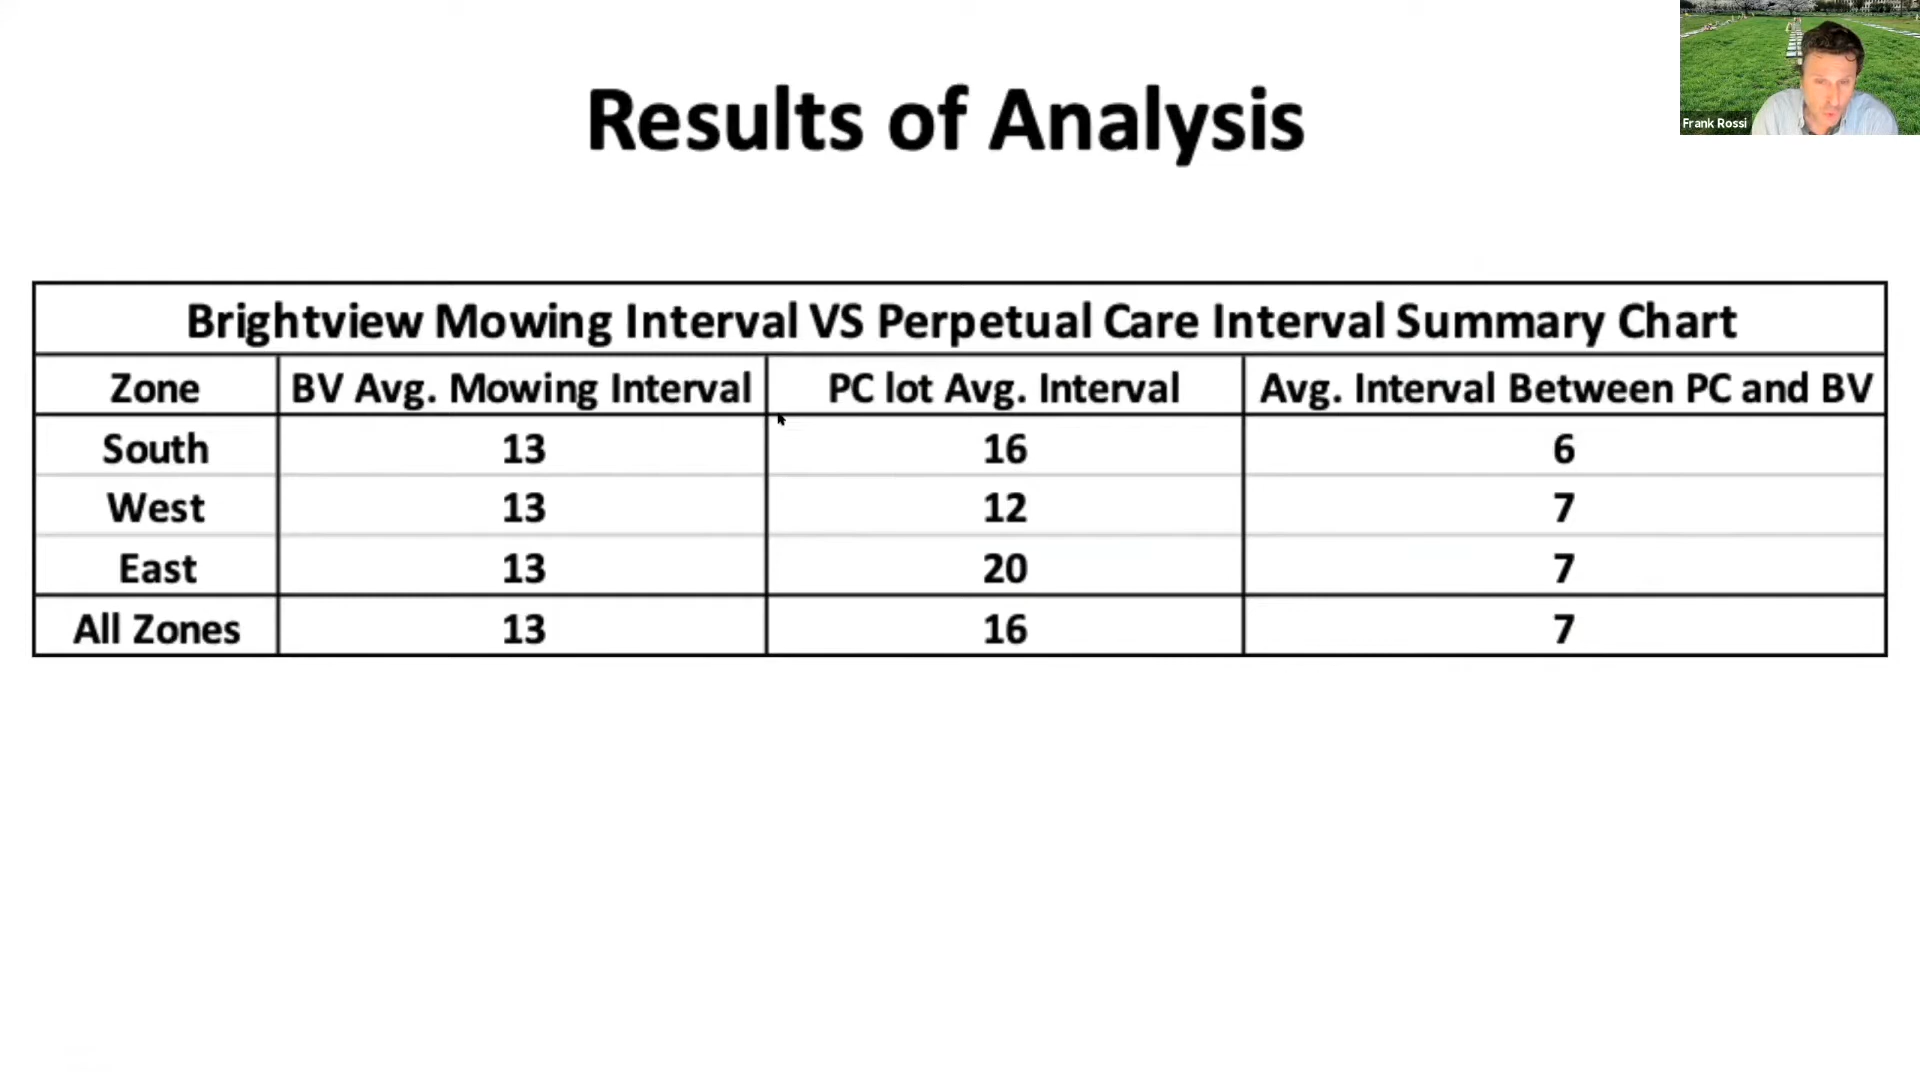 Frank Rossi
Results of Analysis
Brightview Mowing Interval VS Perpetual Care Interval Summary Chart
Zone BV Avg. Mowing Interval PC lot Avg. Interval Avg. Interval Between PC and BV
South 13 16 6
West 13 12 7
East 13 20 7
All Zones 13 16 7